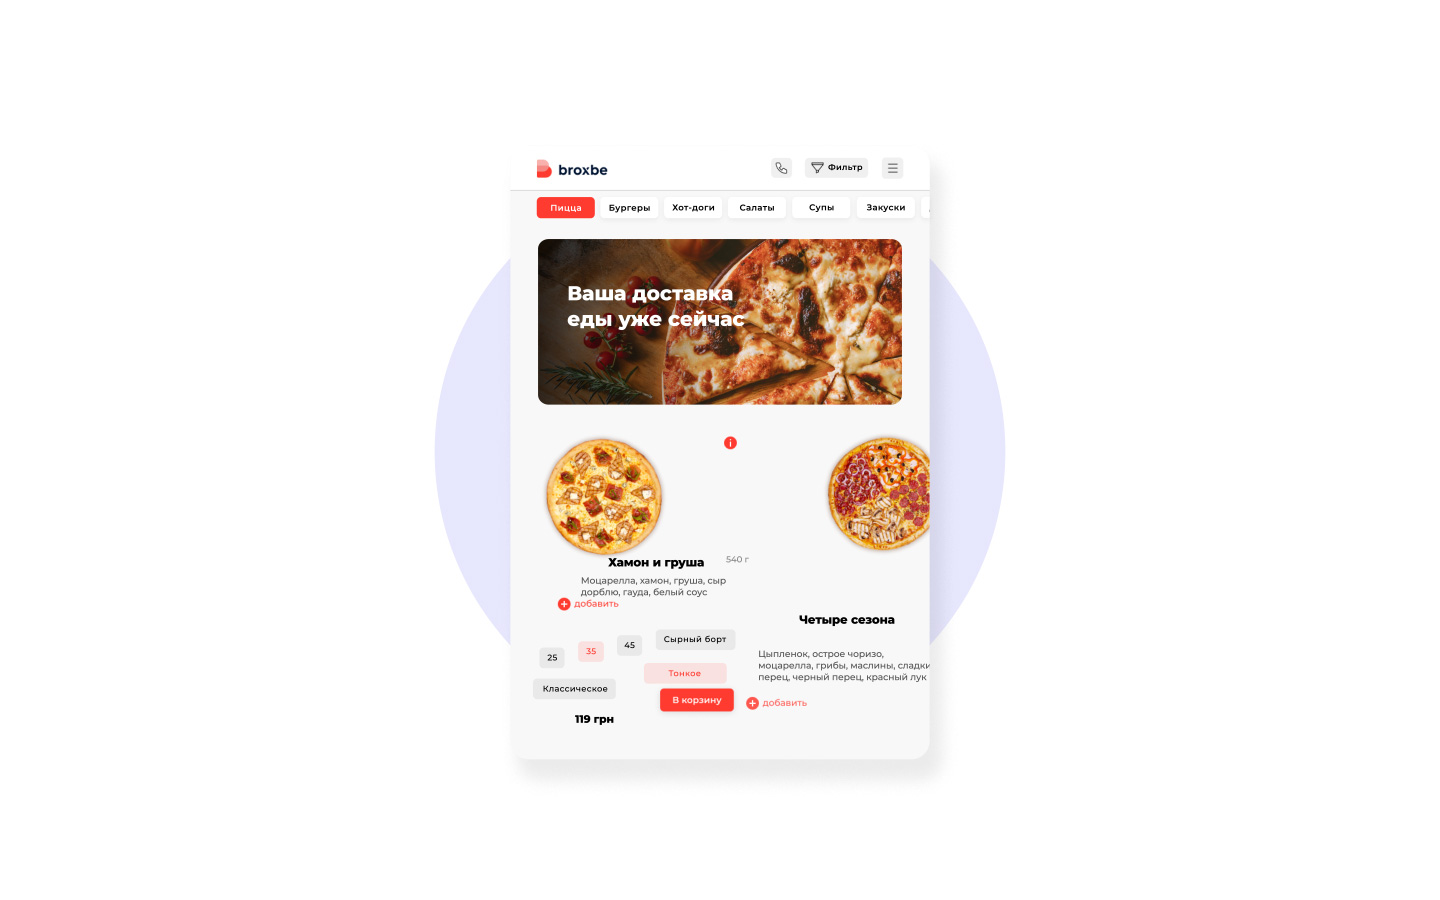 broxbe
Фильтр
Пицца
Бургеры
Хот-доги
Салаты
Супы
Закуски
Ваша доставка
еды уже сейчас
Хамон и груша
540 г
Моцарелла, хамон, груша, сыр
дорблю, гауда, белый соус
добавить
25
35
45
Сырный борт
Тонкое
Классическое
В корзину
119 грн
Четыре сезона
Цыпленок, острое чоризо,
моцарелла, грибы, маслины, сладки
перец, черный перец, красный лук
добавить